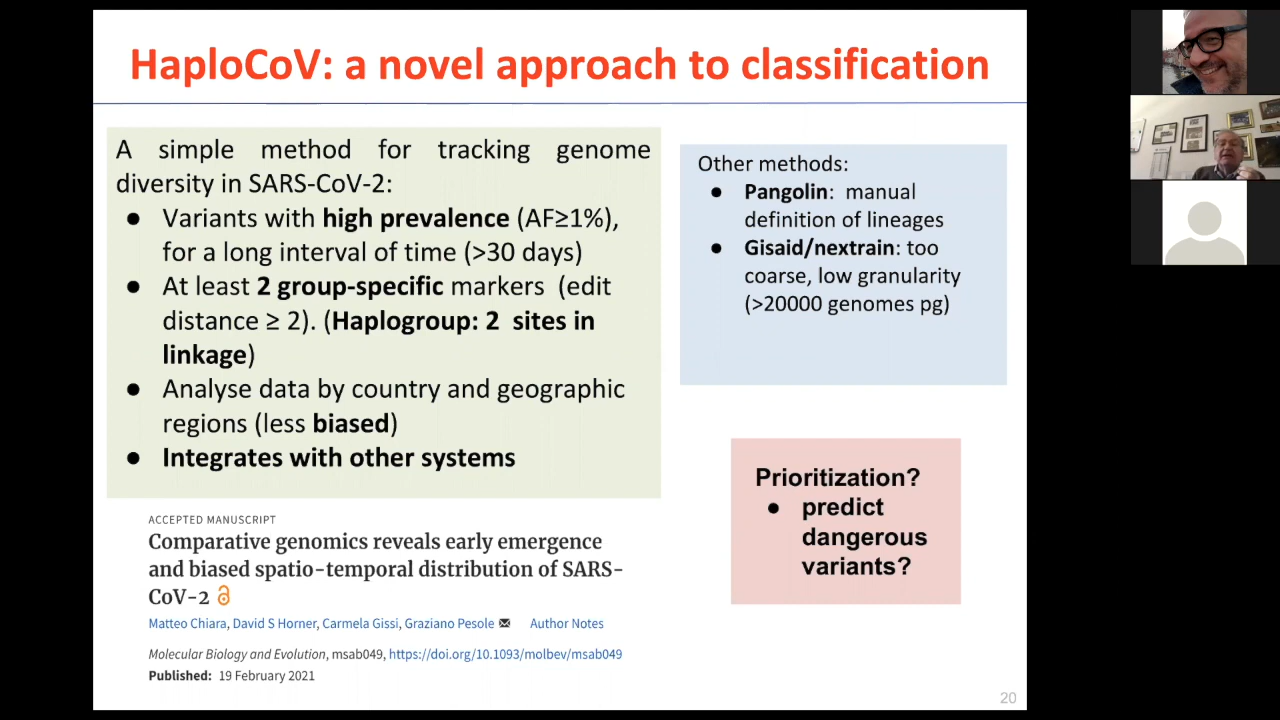 HaploCoV: a novel approach to classification
A simple method for tracking genome
diversity in SARS-CoV-2:
● Variants with high prevalence (AF≥1%),
for a long interval of time (>30 days)
● At least 2 group-specific markers (edit
distance ≥ 2). (Haplogroup: 2 sites in
linkage)
● Analyse data by country and geographic
regions (less biased)
● Integrates with other systems
Other methods:
● Pangolin: manual
definition of lineages
● Gisaid/nextrain: too
coarse, low granularity
(>20000 genomes pg)
Prioritization?
● predict
dangerous
variants?
ACCEPTED MANUSCRIPT
Comparative genomics reveals early emergence
and biased spatio-temporal distribution of SARS-
CoV-2
Matteo Chiara, David S Horner, Carmela Gissi, Graziano Pesole Author Notes
Molecular Biology and Evolution, msab049, https://doi.org/10.1093/molbev/msab049
Published: 19 February 2021
20